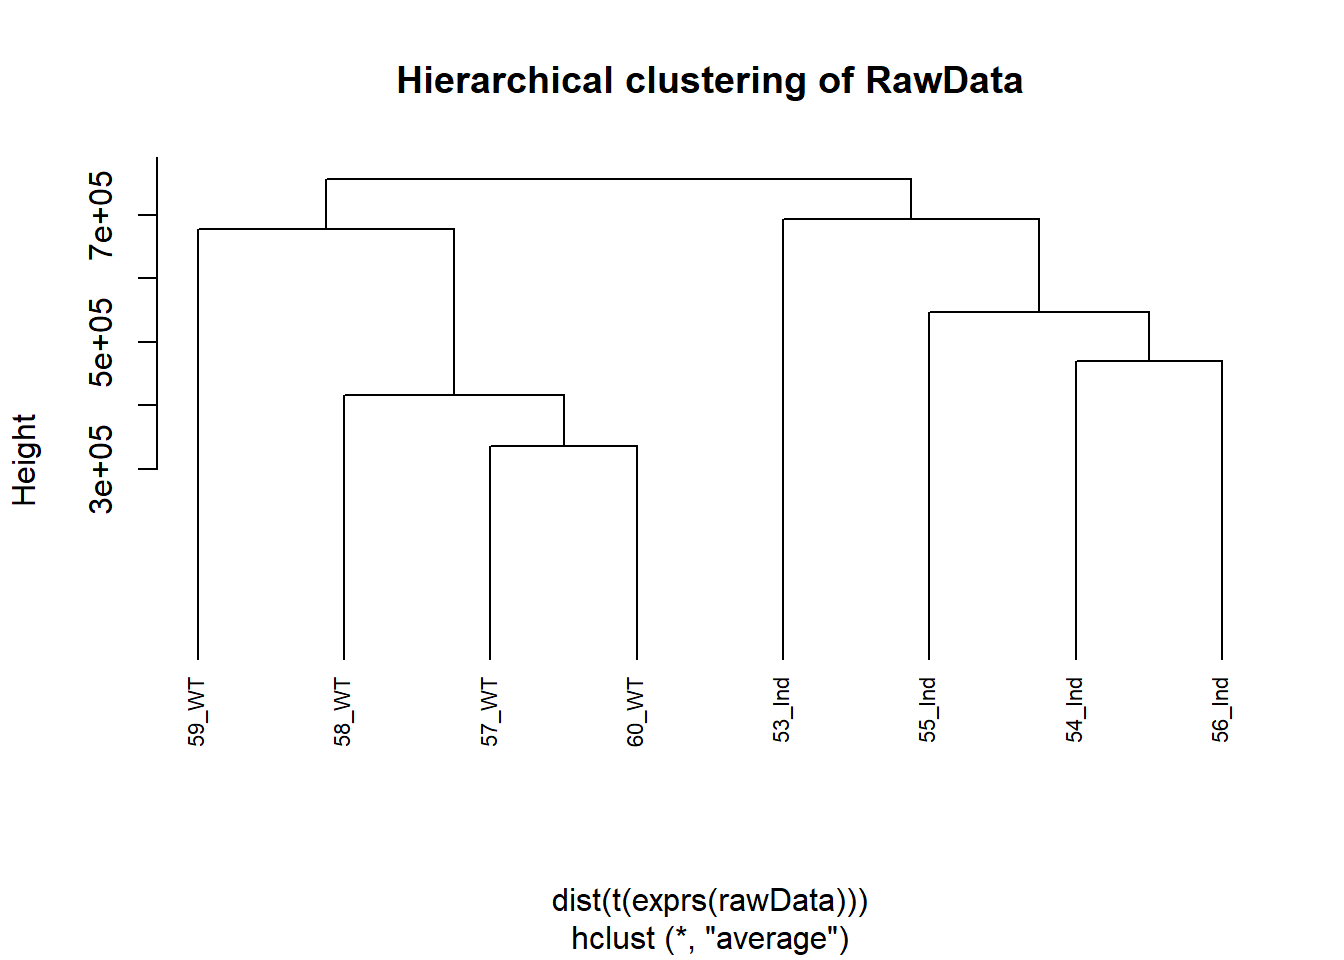 Hierarchical clustering of RawData
Height
7e+05
5e+05
3e+05
59_WT
58_WT
57_WT
60_WT
53_Ind
55_Ind
54_Ind
56_Ind
dist(t(exprs(rawData)))
hclust (*, "average")